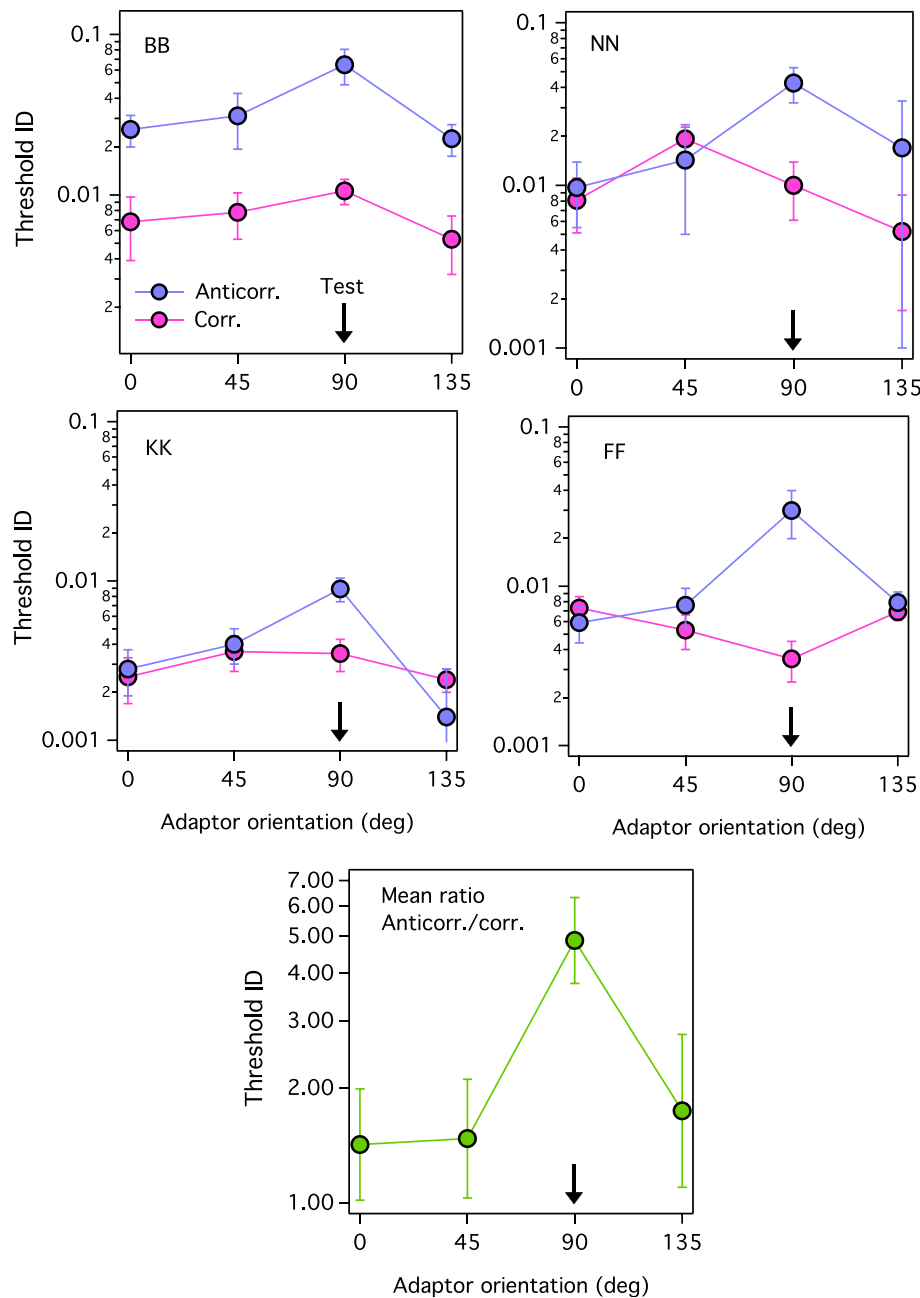 BB
0.1
8
6
4
2
0.01
8
6
4
2
Threshold ID
Anticorr.
Corr.
Test
0 45 90 135
NN
0.1
8
6
4
2
0.01
8
6
4
2
0.001
0 45 90 135
KK
0.1
8
6
4
2
0.01
8
6
4
2
0.001
Threshold ID
0 45 90 135
Adaptor orientation (deg)
FF
0.1
8
6
4
2
0.01
8
6
4
2
0.001
0 45 90 135
Adaptor orientation (deg)
Mean ratio
Anticorr./corr.
7.00
6.00
5.00
4.00
3.00
2.00
1.00
Threshold ID
0 45 90 135
Adaptor orientation (deg)